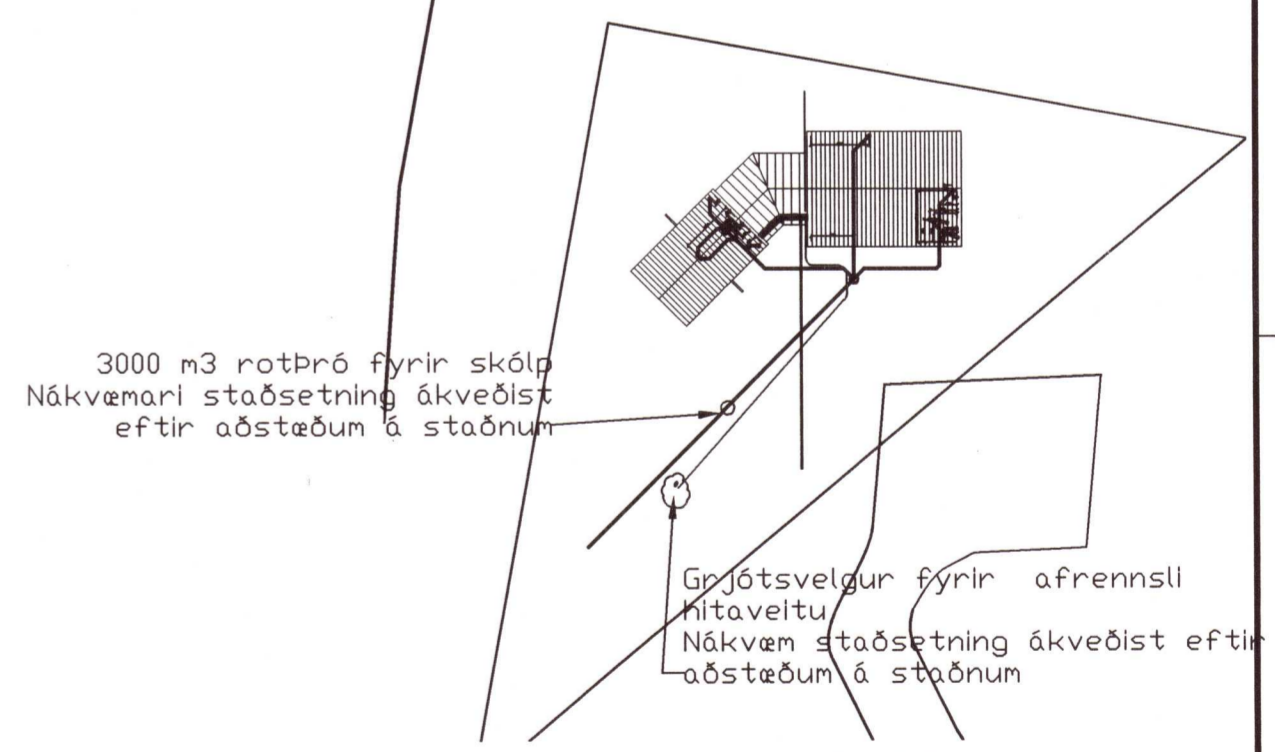 3000 m3 rotÞró fyrir skólp
Nákvæmari staðsetning ákveðist
eftir aðstæðum á staðnum
Grjótsvelgur fyrir afrennsli
hitaveitu
Nákvæm staðsetning ákveðist eftir
aðstæðum á staðnum